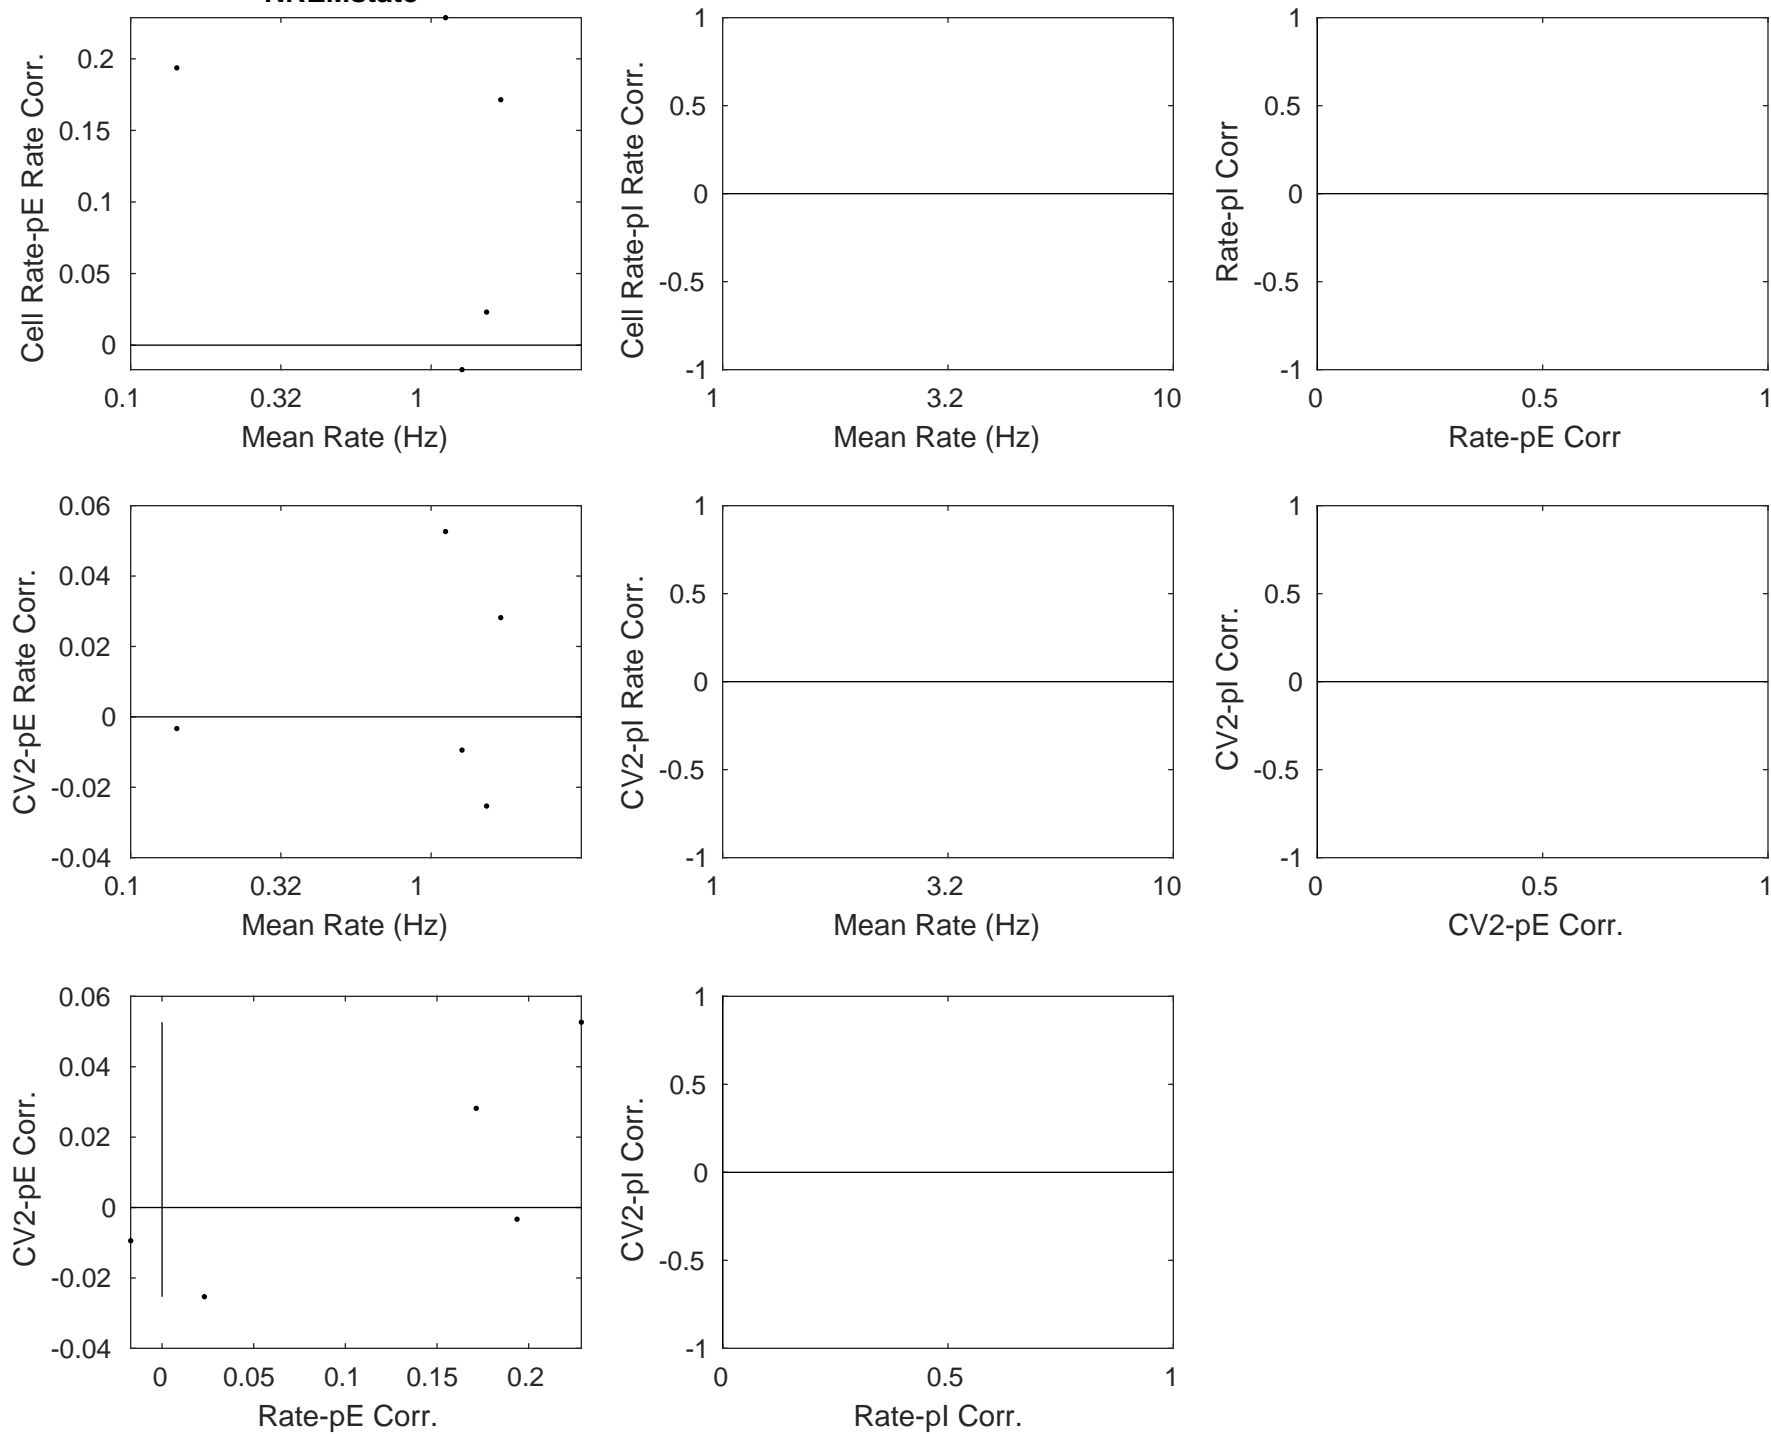 NREMstate
0.2
0.15
0.1
0.05
0
Cell Rate-pE Rate Corr.
0.1 0.32 1
Mean Rate (Hz)
1
0.5
0
-0.5
-1
Cell Rate-pI Rate Corr.
1 3.2 10
Mean Rate (Hz)
1
0.5
0
-0.5
-1
Rate-pI Corr
0 0.5 1
Rate-pE Corr
0.06
0.04
0.02
0
-0.02
-0.04
CV2-pE Rate Corr.
0.1 0.32 1
Mean Rate (Hz)
1
0.5
0
-0.5
-1
CV2-pI Rate Corr.
1 3.2 10
Mean Rate (Hz)
1
0.5
0
-0.5
-1
CV2-pI Corr.
0 0.5 1
CV2-pE Corr.
0.06
0.04
0.02
0
-0.02
-0.04
CV2-pE Corr.
0 0.05 0.1 0.15 0.2
Rate-pE Corr.
1
0.5
0
-0.5
-1
CV2-pI Corr.
0 0.5 1
Rate-pI Corr.